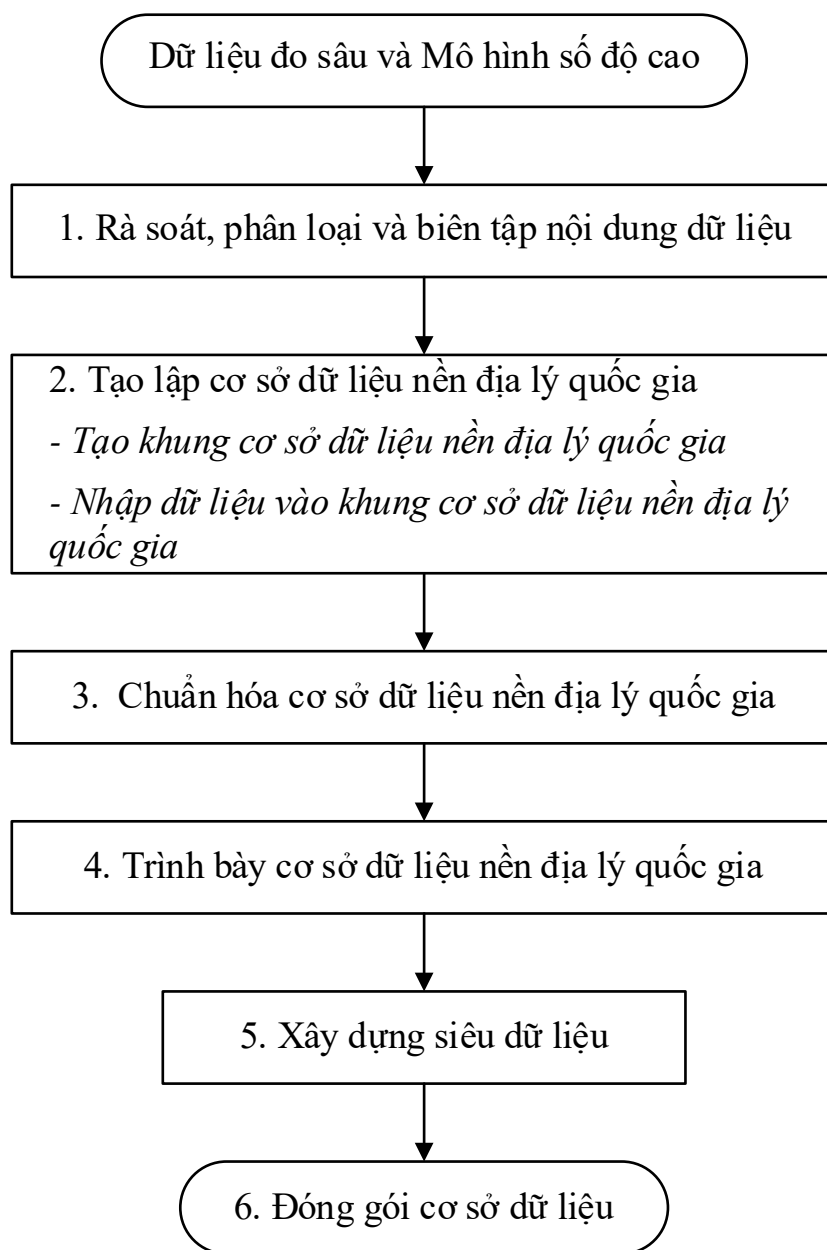 Dữ liệu đo sâu và Mô hình số độ cao
1. Rà soát, phân loại và biên tập nội dung dữ liệu
2. Tạo lập cơ sở dữ liệu nền địa lý quốc gia
- Tạo khung cơ sở dữ liệu nền địa lý quốc gia
- Nhập dữ liệu vào khung cơ sở dữ liệu nền địa lý
quốc gia
3. Chuẩn hóa cơ sở dữ liệu nền địa lý quốc gia
4. Trình bày cơ sở dữ liệu nền địa lý quốc gia
5. Xây dựng siêu dữ liệu
6. Đóng gói cơ sở dữ liệu